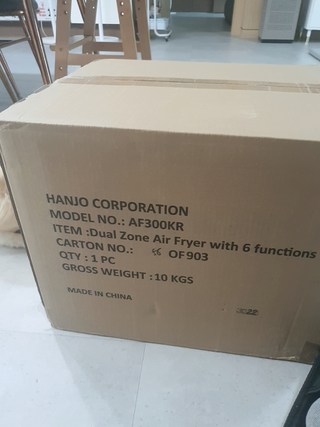 HANJO CORPORATION
MODEL NO.: AF300KR
ITEM :Dual Zone Air Fryer with 6 functions
CARTON NO.: OF903
QTY : 1 PC
GROSS WEIGHT :10 KGS
MADE IN CHINA